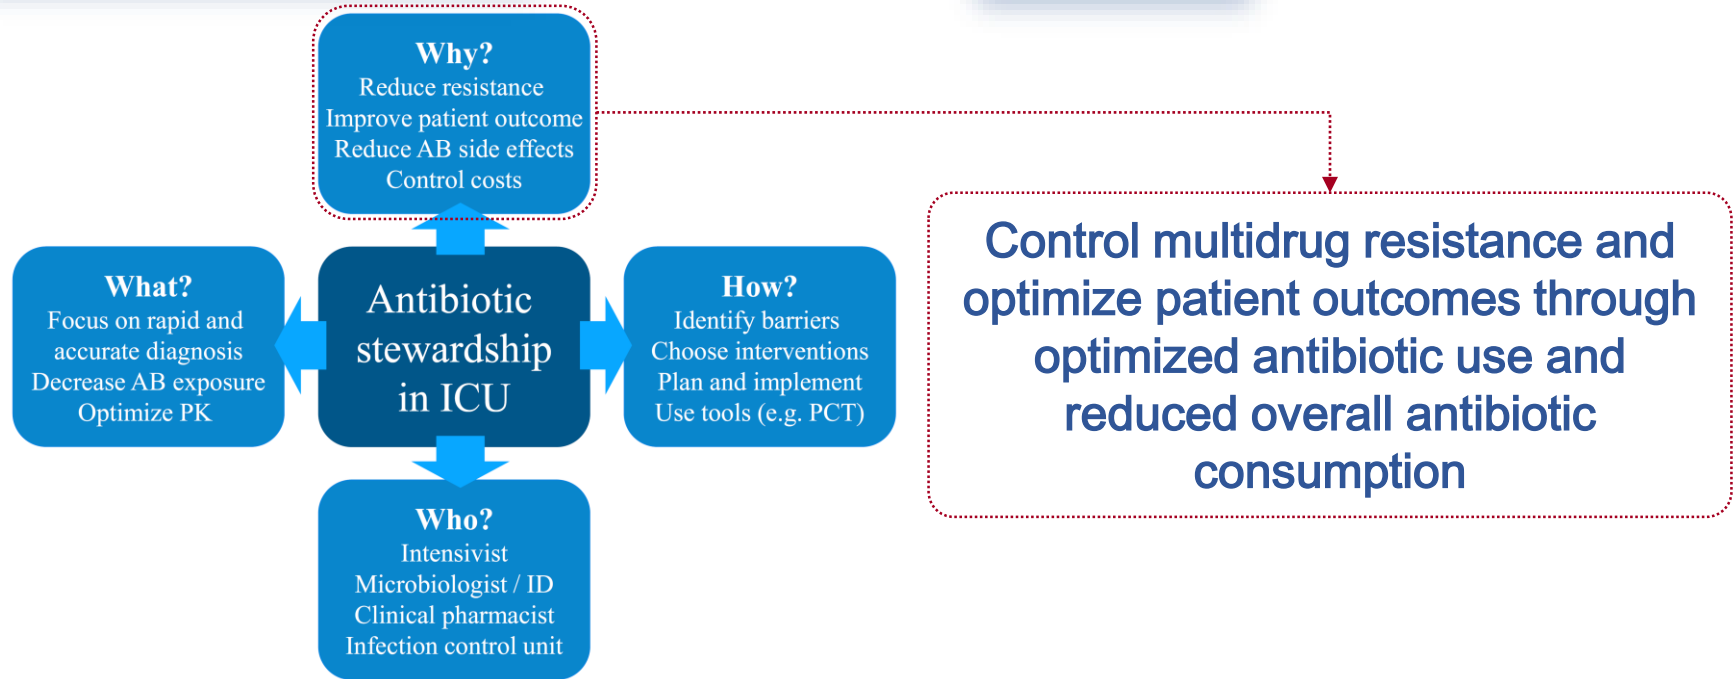 Why?
Reduce resistance
Improve patient outcome
Reduce AB side effects
Control costs
What?
Focus on rapid and
accurate diagnosis
Decrease AB exposure
Optimize PK
Antibiotic
stewardship
in ICU
How?
Identify barriers
Choose interventions
Plan and implement
Use tools (e.g. PCT)
Who?
Intensivist
Microbiologist / ID
Clinical pharmacist
Infection control unit
Control multidrug resistance and
optimize patient outcomes through
optimized antibiotic use and
reduced overall antibiotic
consumption